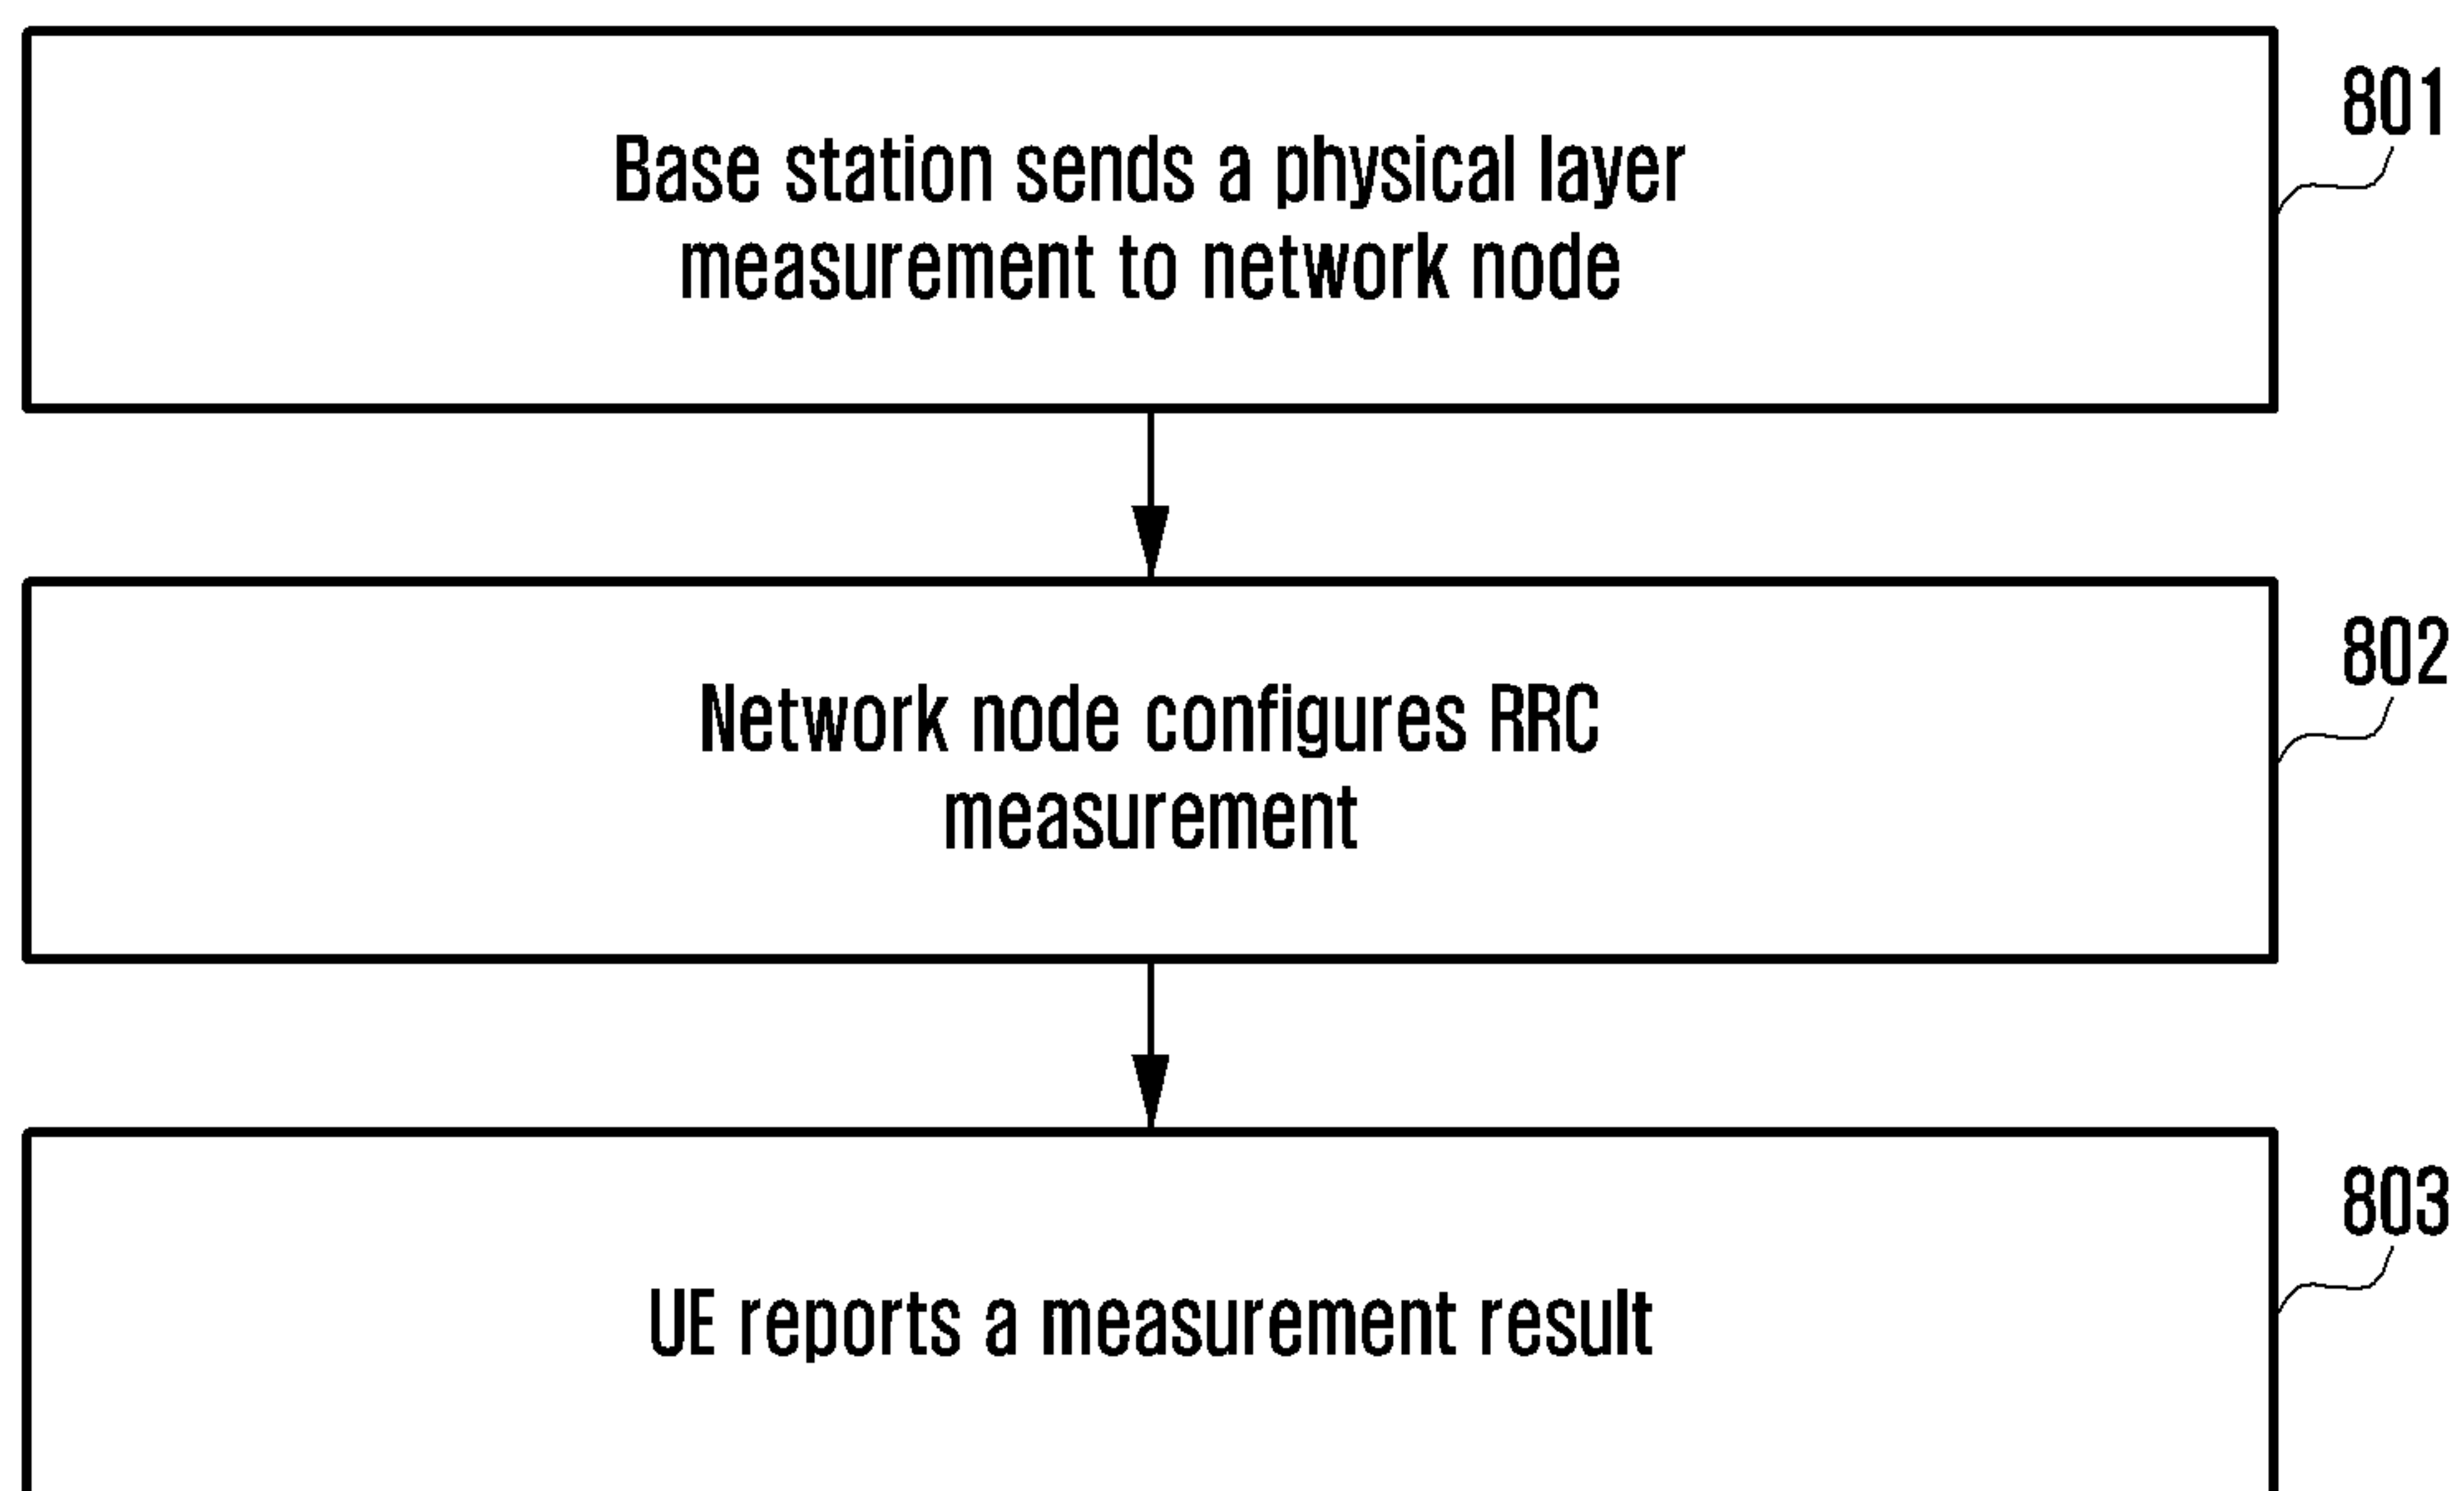 801
Base station sends a physical layer
measurement to network node
802
Network node configures RRC
measurement
803
UE reports a measurement result